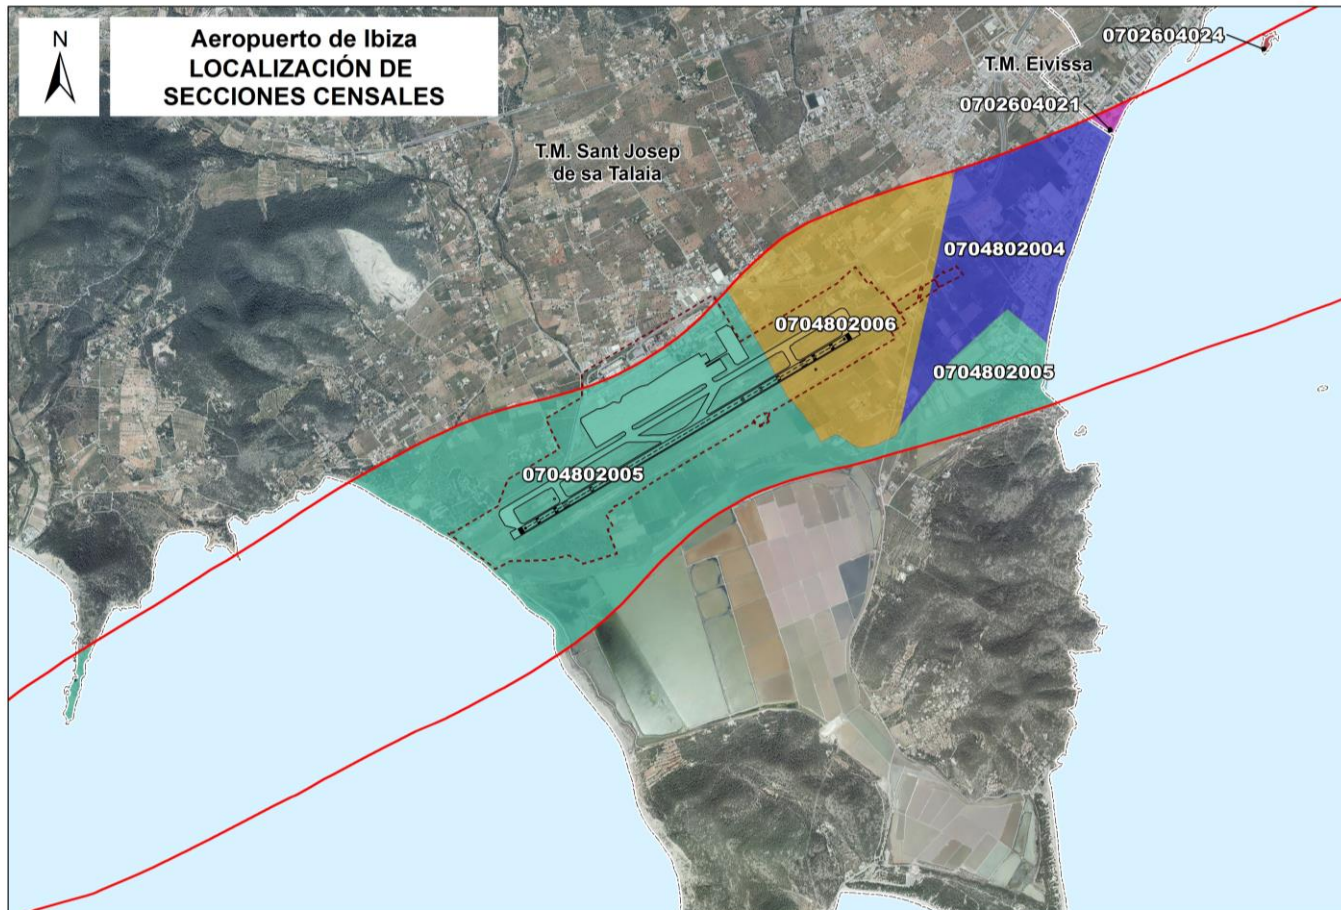 N
Aeropuerto de Ibiza
LOCALIZACIÓN DE
SECCIONES CENSALES
0702604024
T.M. Eivissa
0702604021
T.M. Sant Josep
de sa Talaia
0704802004
0704802006
0704802005
0704802005